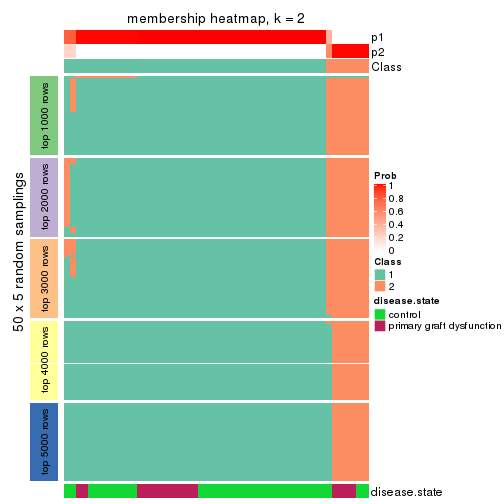 membership heatmap, k = 2
p1
p2
Class
50 x 5 random samplings
top 1000 rows
top 2000 rows
top 3000 rows
top 4000 rows
top 5000 rows
Prob
1
0.8
0.6
0.4
0.2
0
Class
1
2
disease.state
control
primary graft dysfunction
disease.state